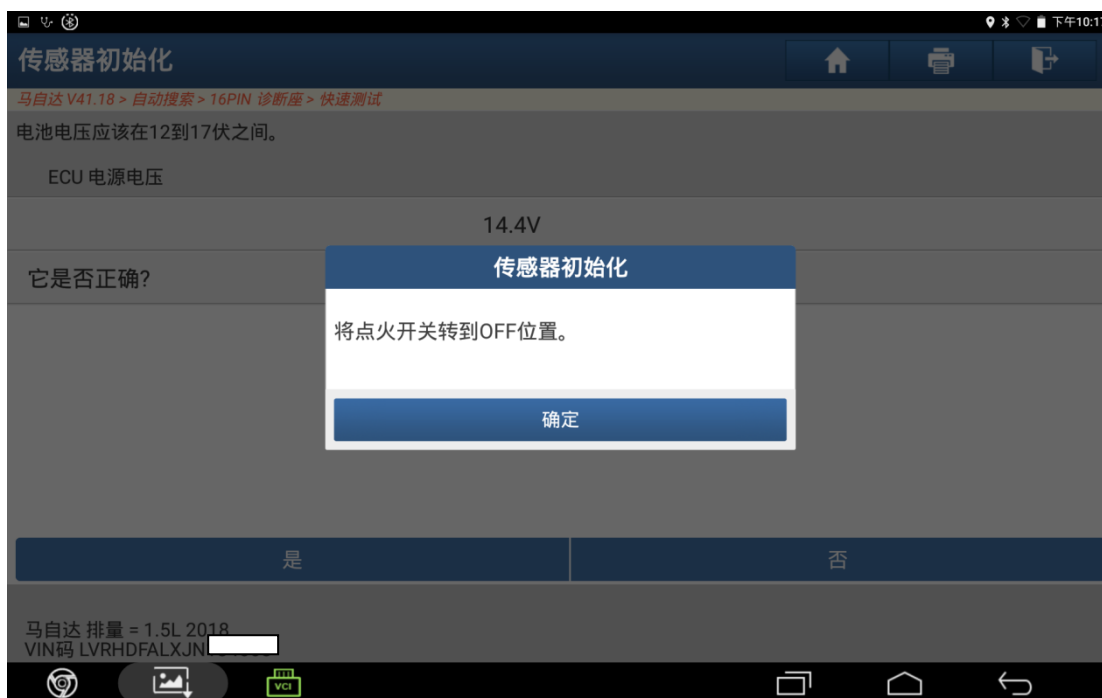 下午10:17
传感器初始化
马自达 V41.18 > 自动搜索 > 16PIN 诊断座 > 快速测试
电池电压应该在12到17伏之间。
ECU 电源电压
14.4V
它是否正确?
传感器初始化
将点火开关转到OFF位置。
确定
是
否
马自达 排量 = 1.5L 2018
VIN码 LVRHDFALXJN
VCI